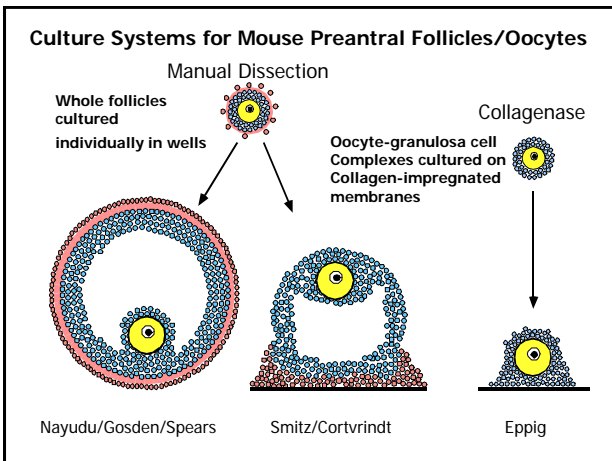 Culture Systems for Mouse Preantral Follicles/Oocytes
Manual Dissection
Whole follicles
cultured
individually in wells
Collagenase
Oocyte-granulosa cell
Complexes cultured on
Collagen-impregnated
membranes
Nayudu/Gosden/Spears
Smitz/Cortvrindt
Eppig